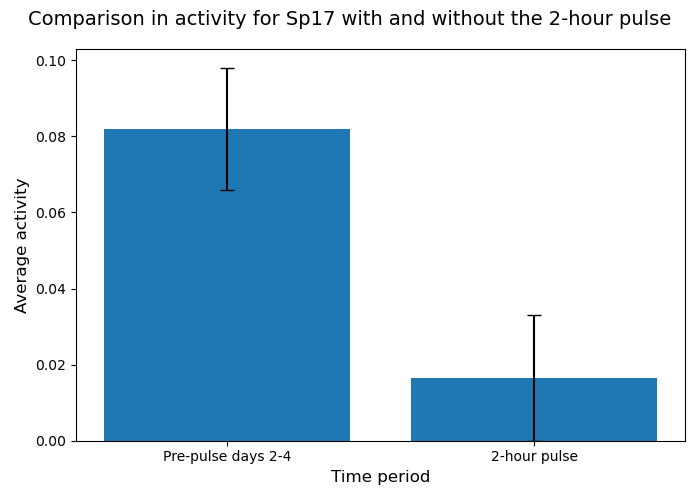 Comparison in activity for Sp17 with and without the 2-hour pulse
Average activity
0.10
0.08
0.06
0.04
0.02
0.00
Pre-pulse days 2-4
2-hour pulse
Time period